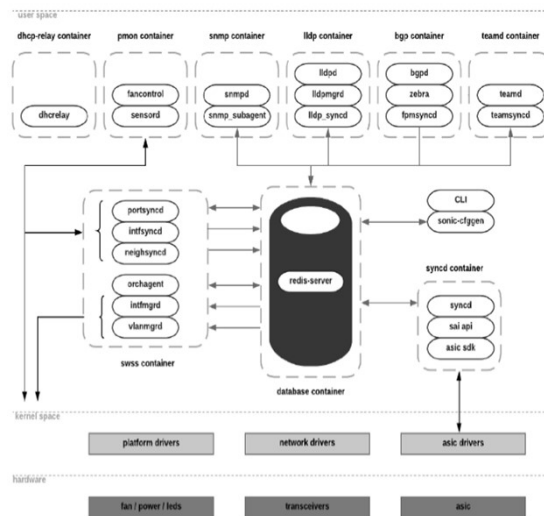 user space
dhcp-relay container
pmon container
snmp container
lldp container
bgp container
teamd container
dhcrelay
fancontrol
sensord
snmpd
snmp_subagent
lldpd
lldpmgrd
lldp_syncd
bgpd
zebra
fpmsyncd
teamd
teamsyncd
portsyncd
intfsyncd
neighsyncd
orchagent
intfmgrd
vlanmgrd
swss container
redis-server
database container
CLI
sonic-cfggen
syncd container
syncd
sai api
asic sdk
kernel space
platform drivers
network drivers
asic drivers
hardware
fan / power / leds
transceivers
asic